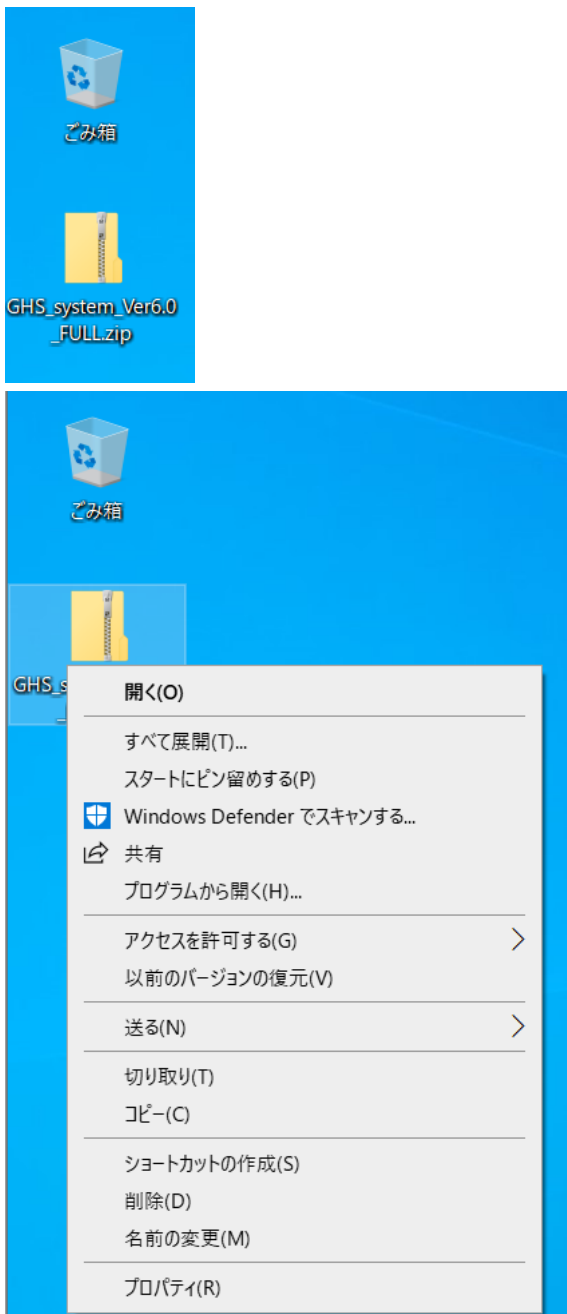 ごみ箱
GHS_system_Ver6.0
_FULL.zip
ごみ箱
GHS_s
開く(O)
すべて展開(T)...
スタートにピン留めする(P)
Windows Defender でスキャンする...
共有
プログラムから開く(H)...
アクセスを許可する(G)
以前のバージョンの復元(V)
送る(N)
切り取り(T)
コピー(C)
ショートカットの作成(S)
削除(D)
名前の変更(M)
プロパティ(R)